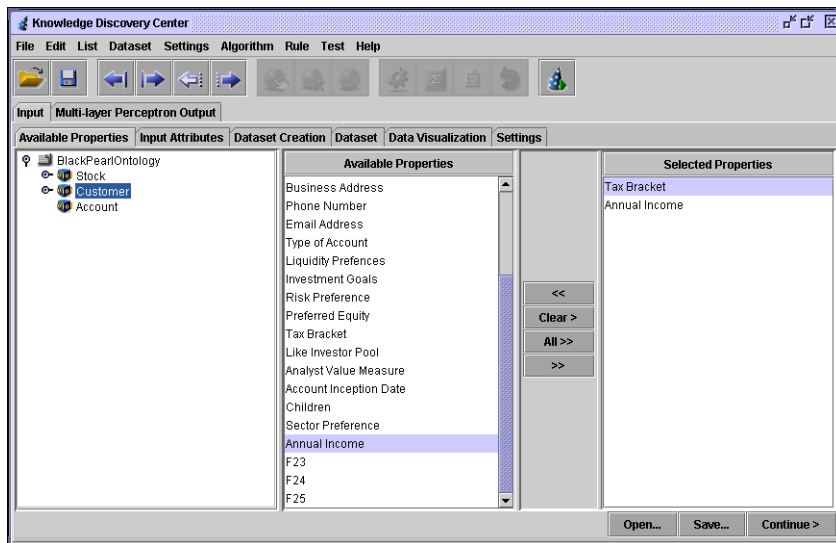 Knowledge Discovery Center
File Edit List Dataset Settings Algorithm Rule Test Help
Input Multi-layer Perceptron Output
Available Properties Input Attributes Dataset Creation Dataset Data Visualization Settings
BlackPearlOntology
Stock
Customer
Account
Available Properties
Business Address
Phone Number
Email Address
Type of Account
Liquidity Prefences
Investment Goals
Risk Preference
Preferred Equity
Tax Bracket
Like Investor Pool
Analyst Value Measure
Account Inception Date
Children
Sector Preference
Annual Income
F23
F24
F25
<<
Clear >
All >>
>>
Selected Properties
Tax Bracket
Annual Income
Open... Save... Continue >